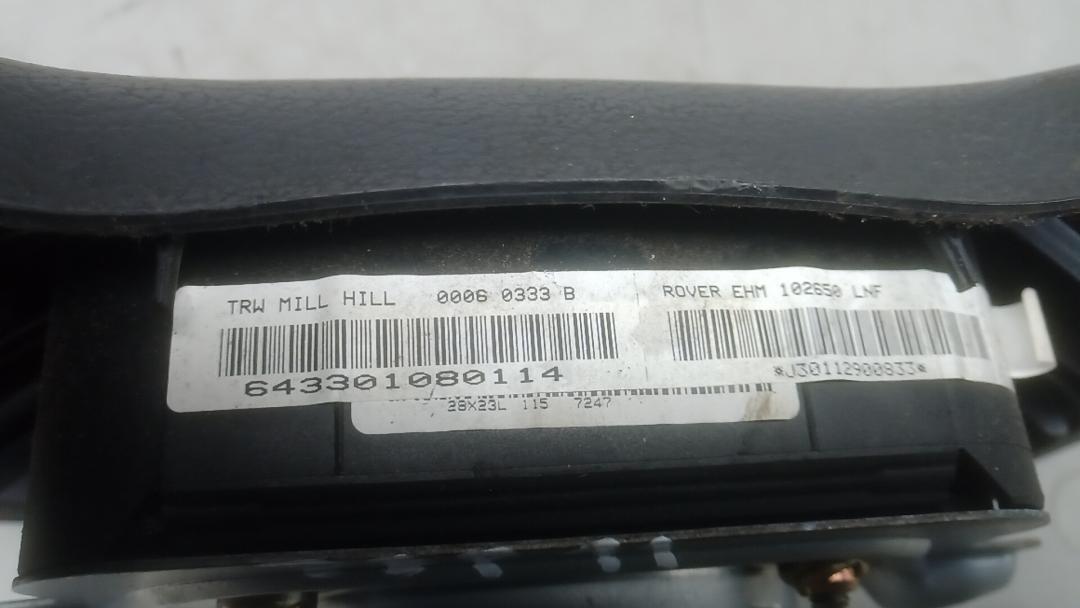 TRW MILL HILL 0006 0333 B
643301080114
ROVER EHM 102650 LNF
*J30112900833*
28X23L 115 7247